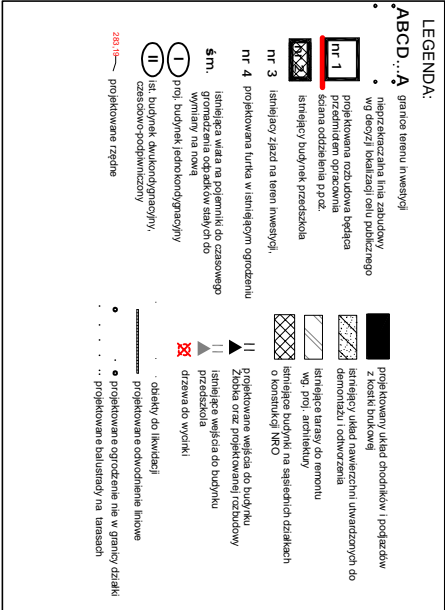 LEGENDA:
ABCD...A granice terenu inwestycji
nieprzekraczalna linia zabudowy
wg decyzji lokalizacji celu publicznego
nr 1
projektowana rozbudowa będąca
przedmiotem opracownia
ściana oddzielenia p.poż.
istniejący budynek przedszkola
nr 3 istniejacy zjazd na teren inwestycji.
nr 4 projektowana furtka w istniejącym ogrodzeniu
śm.
istniejąca wiata na pojemniki do czasowego
gromadzenia odpadków stałych do
wymiany na nową
I proj. budynek jednokondygnacyjny
II ist. budynek dwukondygnacyjny,
czesciowo-podpiwniczony
283,19 projektowane rzędne
projektowany układ chodników i podjazdów
z kostki brukowej
istniejący układ nawierzchni utwardzonych do
demontażu i odtworzenia
istniejące tarasy do remontu
wg. proj. architektury
istniejące budynki na sąsiednich działkach
o konstrukcji NRO
projektowane wejścia do budynku
Żłobka oraz projektowanej rozbudowy
istniejące wejścia do budynku
przedszkola
drzewa do wycinki
obiekty do likwidacji
projektowane odwodnienie liniowe
projektowane ogrodzenie nie w granicy działki
projektowane balustrady na tarasach